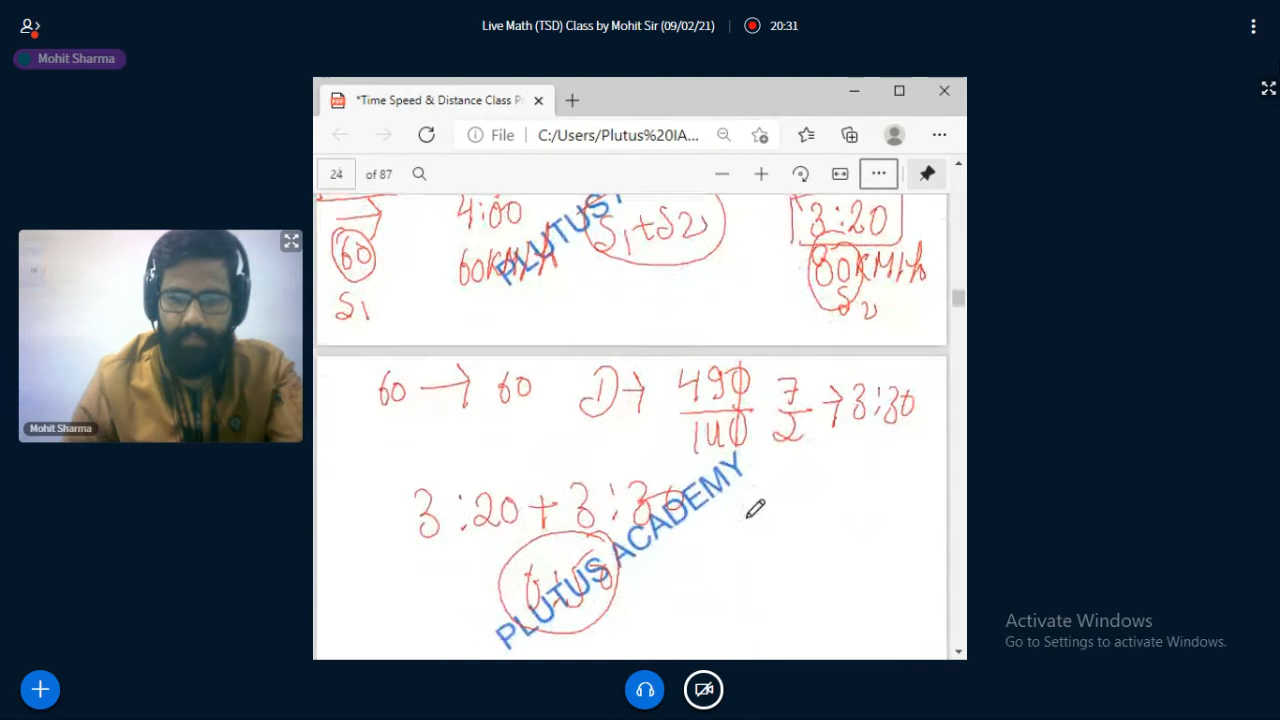 Live Math (TSD) Class by Mohit Sir (09/02/21)
20:31
Mohit Sharma
*Time Speed & Distance Class Pr
File
C:/Users/Plutus%20IA...
24 of 87
4:00
3:20
S1+S2
60
60KM/h
80KM/h
S1
S2
PLUTUS
60 → 60 D → 490/140 7/2 → 3:30
3:20 + 3:30
6:50
PLUTUS ACADEMY
Mohit Sharma
Activate Windows
Go to Settings to activate Windows.